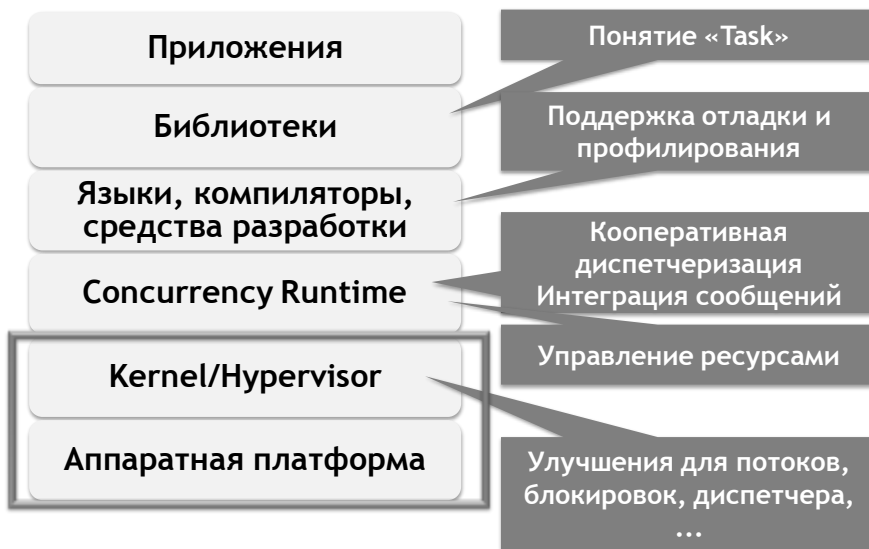 Приложения
Библиотеки
Языки, компиляторы,
средства разработки
Concurrency Runtime
Kernel/Hypervisor
Аппаратная платформа
Понятие «Task»
Поддержка отладки и
профилирования
Кооперативная
диспетчеризация
Интеграция сообщений
Управление ресурсами
Улучшения для потоков,
блокировок, диспетчера,
...